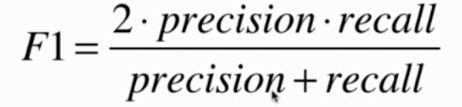 F1 = 2 · precision · recall / precision + recall